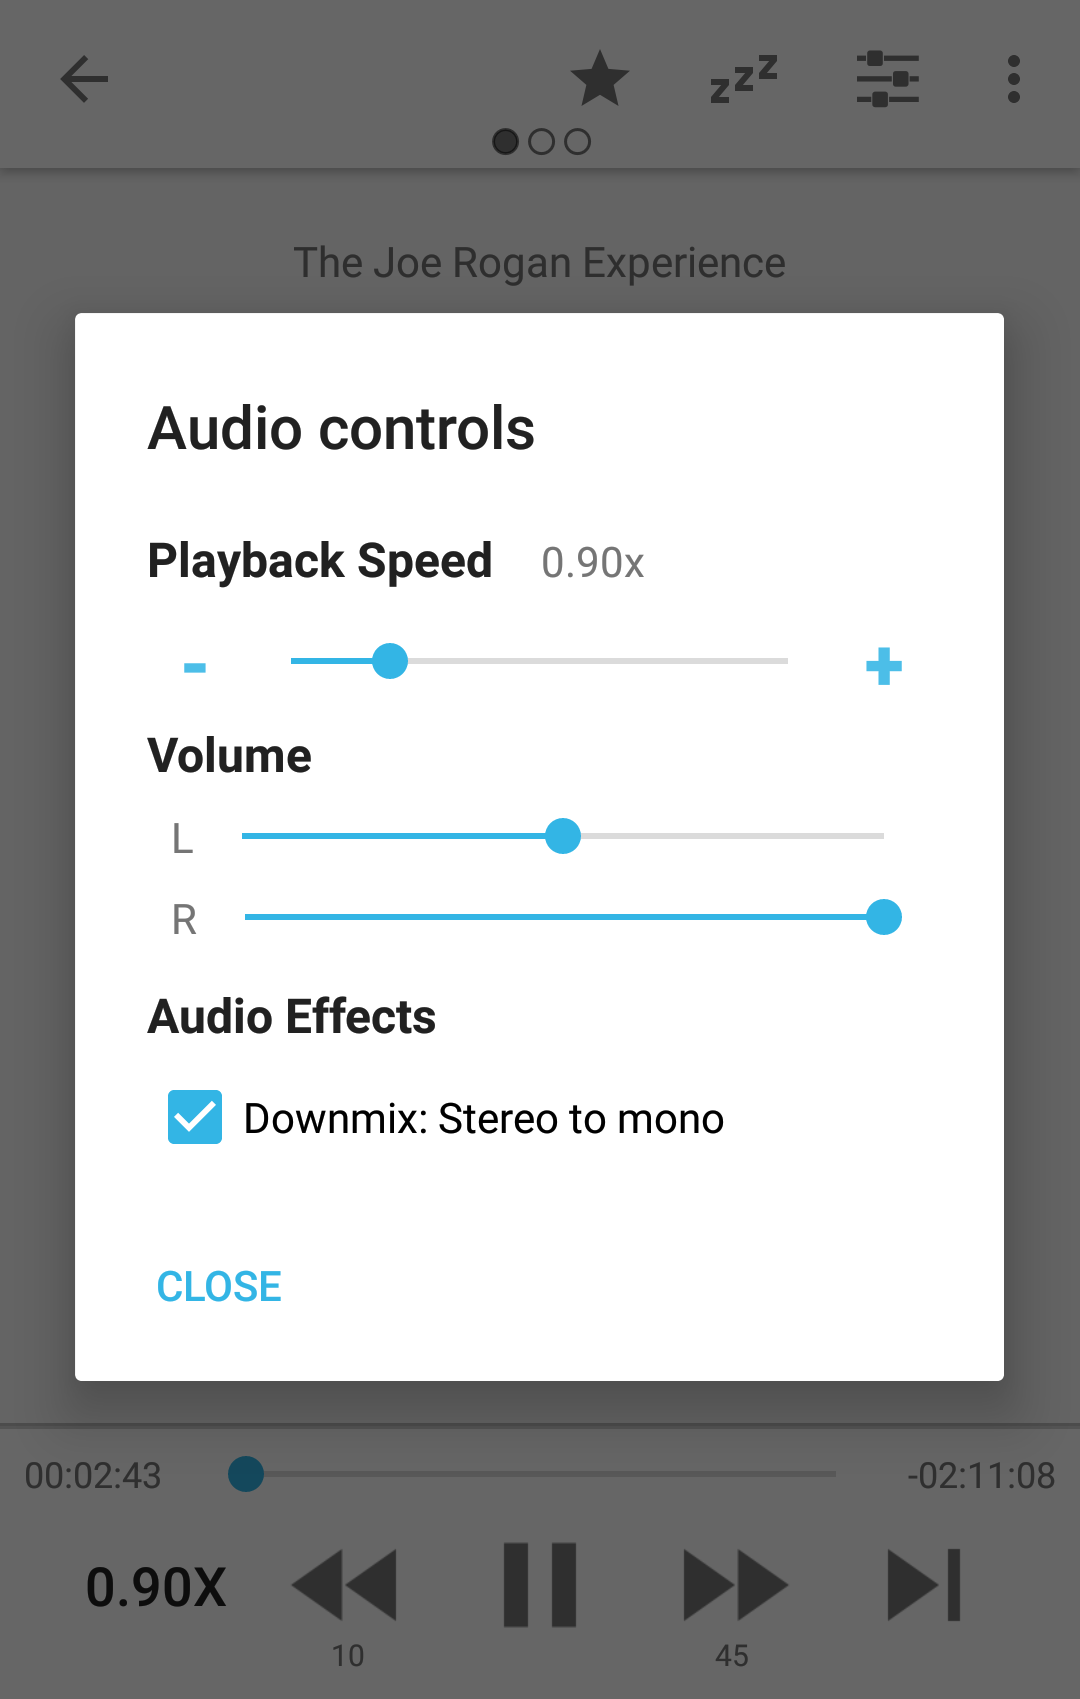 zzz
The Joe Rogan Experience
Audio controls
Playback Speed 0.90x
- +
Volume
L
R
Audio Effects
Downmix: Stereo to mono
CLOSE
00:02:43 -02:11:08
0.90X
10 45